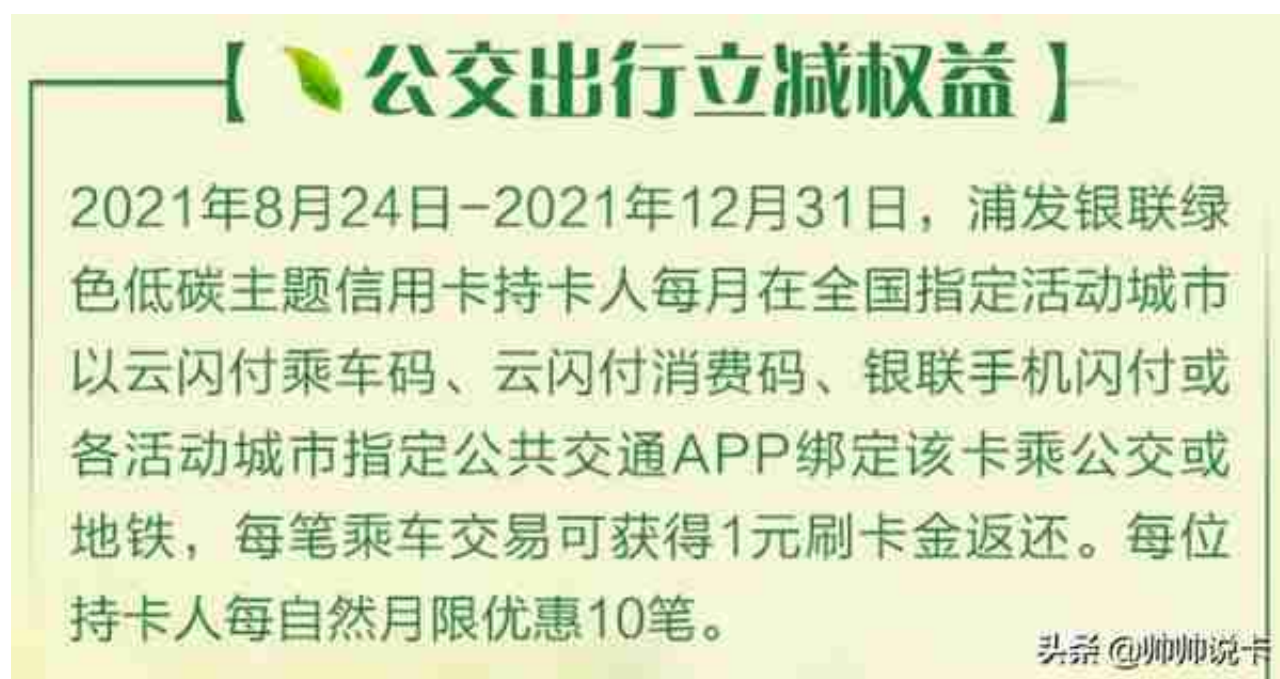 【公交出行立减权益】
2021年8月24日-2021年12月31日，浦发银联绿
色低碳主题信用卡持卡人每月在全国指定活动城市
以云闪付乘车码、云闪付消费码、银联手机闪付或
各活动城市指定公共交通APP绑定该卡乘公交或
地铁，每笔乘车交易可获得1元刷卡金返还。每位
持卡人每自然月限优惠10笔。
头条 @帅帅说卡